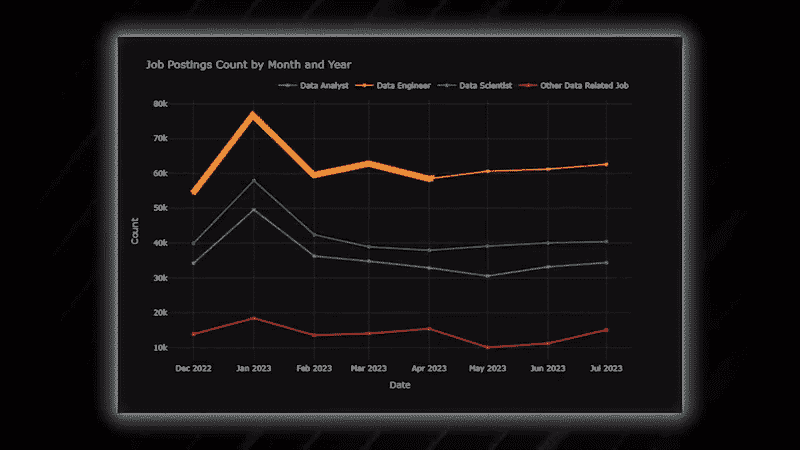 Job Postings Count by Month and Year
Data Analyst Data Engineer Data Scientist Other Data Related Job
80k
70k
60k
50k
40k
30k
20k
10k
Count
Dec 2022 Jan 2023 Feb 2023 Mar 2023 Apr 2023 May 2023 Jun 2023 Jul 2023
Date